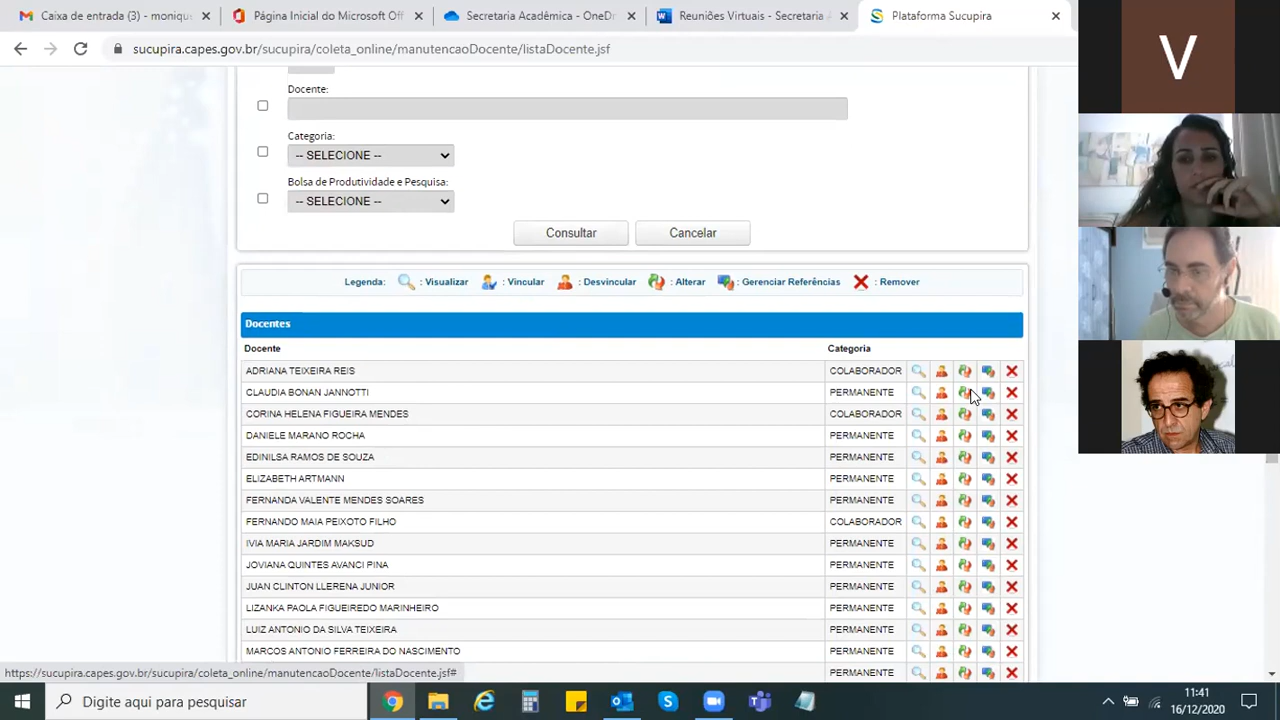 Caixa de entrada (3) - moniqu
Página Inicial do Microsoft Of
Secretaria Acadêmica - OneDr
Reuniões Virtuais - Secretaria
Plataforma Sucupira
sucupira.capes.gov.br/sucupira/coleta_online/manutencaoDocente/listaDocente.jsf
V
Docente:
Categoria:
-- SELECIONE --
Bolsa de Produtividade e Pesquisa:
-- SELECIONE --
Consultar
Cancelar
Legenda: : Visualizar : Vincular : Desvincular : Alterar : Gerenciar Referências : Remover
Docentes
Docente Categoria
ADRIANA TEIXEIRA REIS COLABORADOR
CLAUDIA BONAN JANNOTTI PERMANENTE
CORINA HELENA FIGUEIRA MENDES COLABORADOR
DANIELE MARANO ROCHA PERMANENTE
EDINILSA RAMOS DE SOUZA PERMANENTE
ELIZABETH ARTMANN PERMANENTE
FERNANDA VALENTE MENDES SOARES PERMANENTE
FERNANDO MAIA PEIXOTO FILHO COLABORADOR
IVIA MARIA JARDIM MAKSUD PERMANENTE
JOVIANA QUINTES AVANCI PINA PERMANENTE
JUAN CLINTON LLERENA JUNIOR PERMANENTE
LIZANKA PAOLA FIGUEIREDO MARINHEIRO PERMANENTE
LUIZ ANTONIO DA SILVA TEIXEIRA PERMANENTE
MARCOS ANTONIO FERREIRA DO NASCIMENTO PERMANENTE
PERMANENTE
https://sucupira.capes.gov.br/sucupira/coleta_online/manutencaoDocente/listaDocente.jsf#
Digite aqui para pesquisar
11:41
16/12/2020